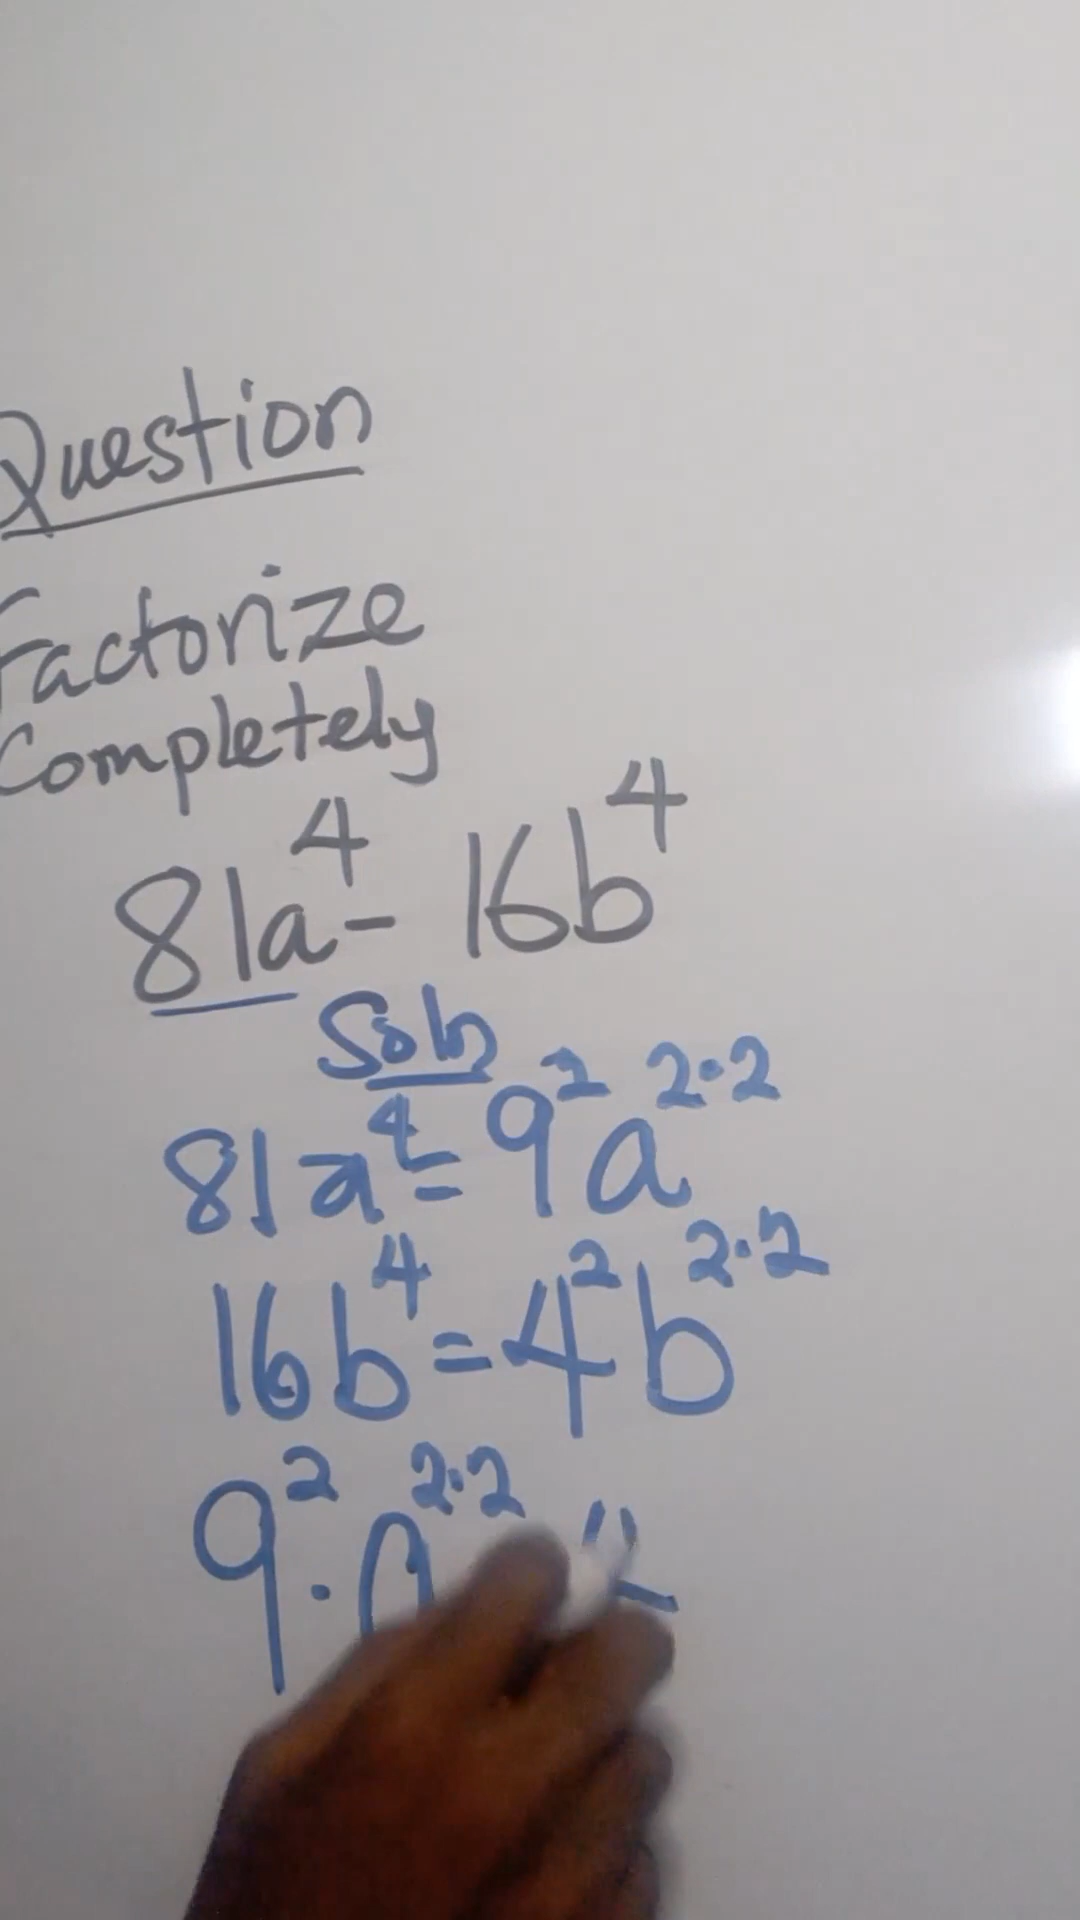 Question
Factorize
Completely
81a⁴ - 16b⁴
Soln
81a⁴ = 9² a²·²
16b⁴ = 4² b²·²
9² · a²·²